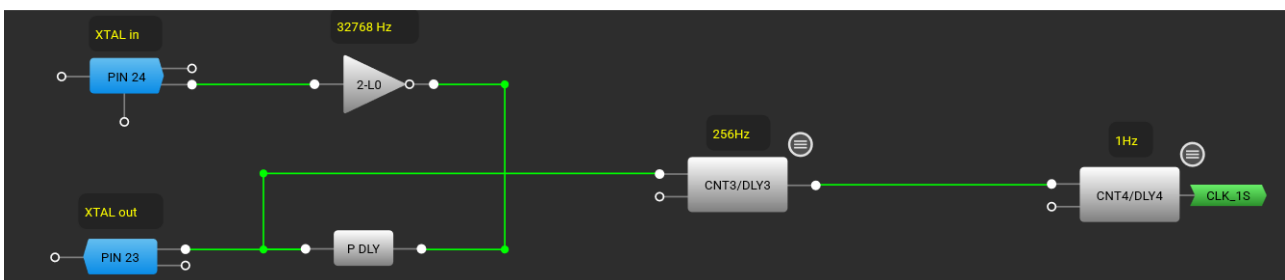 XTAL in
32768 Hz
PIN 24
2-L0
256Hz
1Hz
CNT3/DLY3
CNT4/DLY4
CLK_1S
XTAL out
P DLY
PIN 23